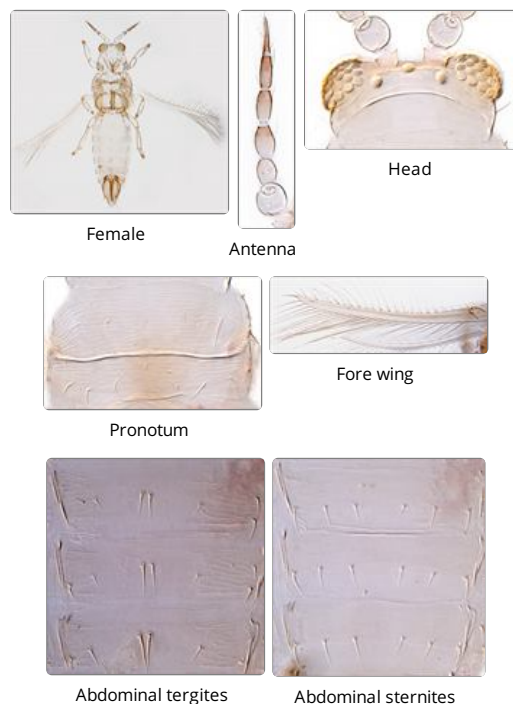 Female
Antenna
Head
Pronotum
Fore wing
Abdominal tergites
Abdominal sternites